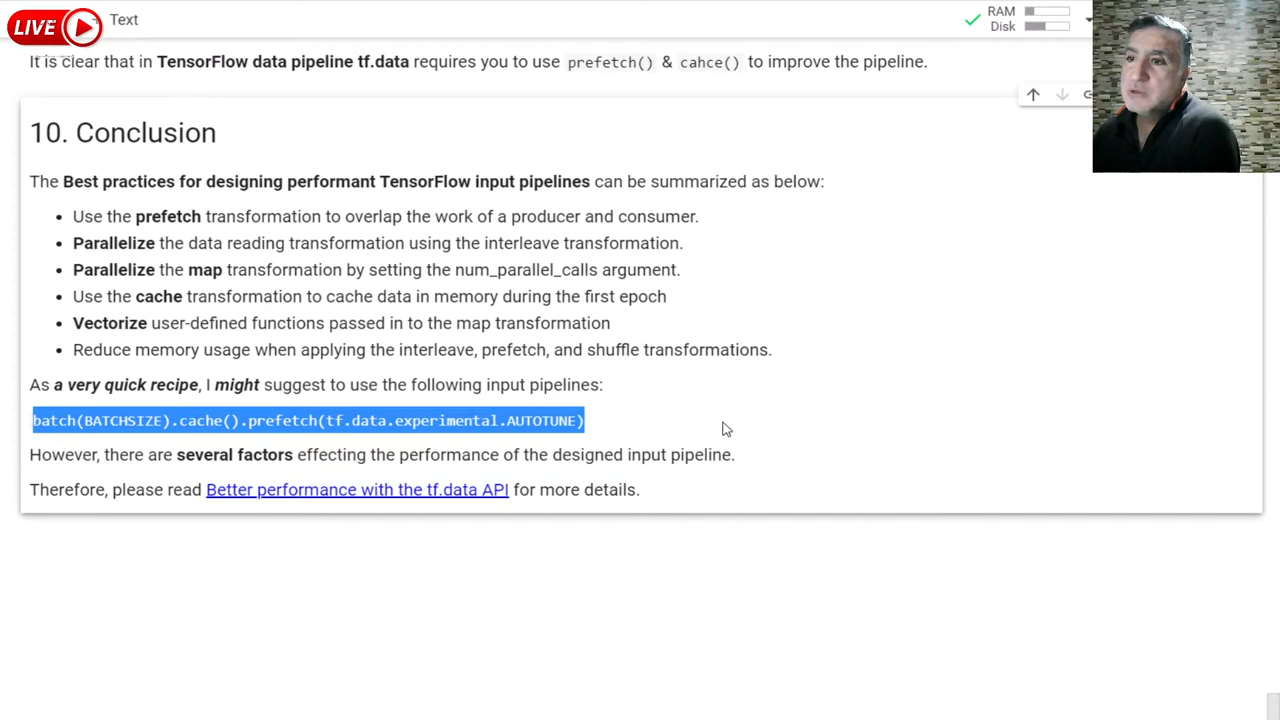 LIVE
Text
RAM
Disk
It is clear that in TensorFlow data pipeline tf.data requires you to use prefetch() & cahce() to improve the pipeline.
10. Conclusion
The Best practices for designing performant TensorFlow input pipelines can be summarized as below:
• Use the prefetch transformation to overlap the work of a producer and consumer.
• Parallelize the data reading transformation using the interleave transformation.
• Parallelize the map transformation by setting the num_parallel_calls argument.
• Use the cache transformation to cache data in memory during the first epoch
• Vectorize user-defined functions passed in to the map transformation
• Reduce memory usage when applying the interleave, prefetch, and shuffle transformations.
As a very quick recipe, I might suggest to use the following input pipelines:
batch(BATCHSIZE).cache().prefetch(tf.data.experimental.AUTOTUNE)
However, there are several factors effecting the performance of the designed input pipeline.
Therefore, please read Better performance with the tf.data API for more details.